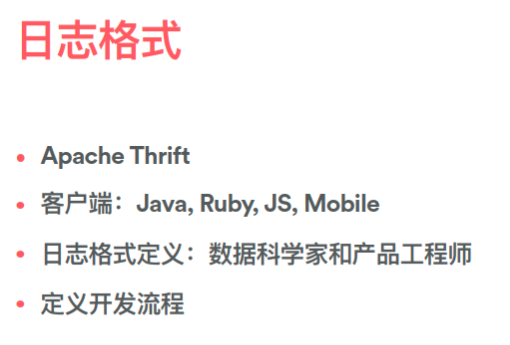 日志格式
Apache Thrift
客户端：Java, Ruby, JS, Mobile
日志格式定义：数据科学家和产品工程师
定义开发流程